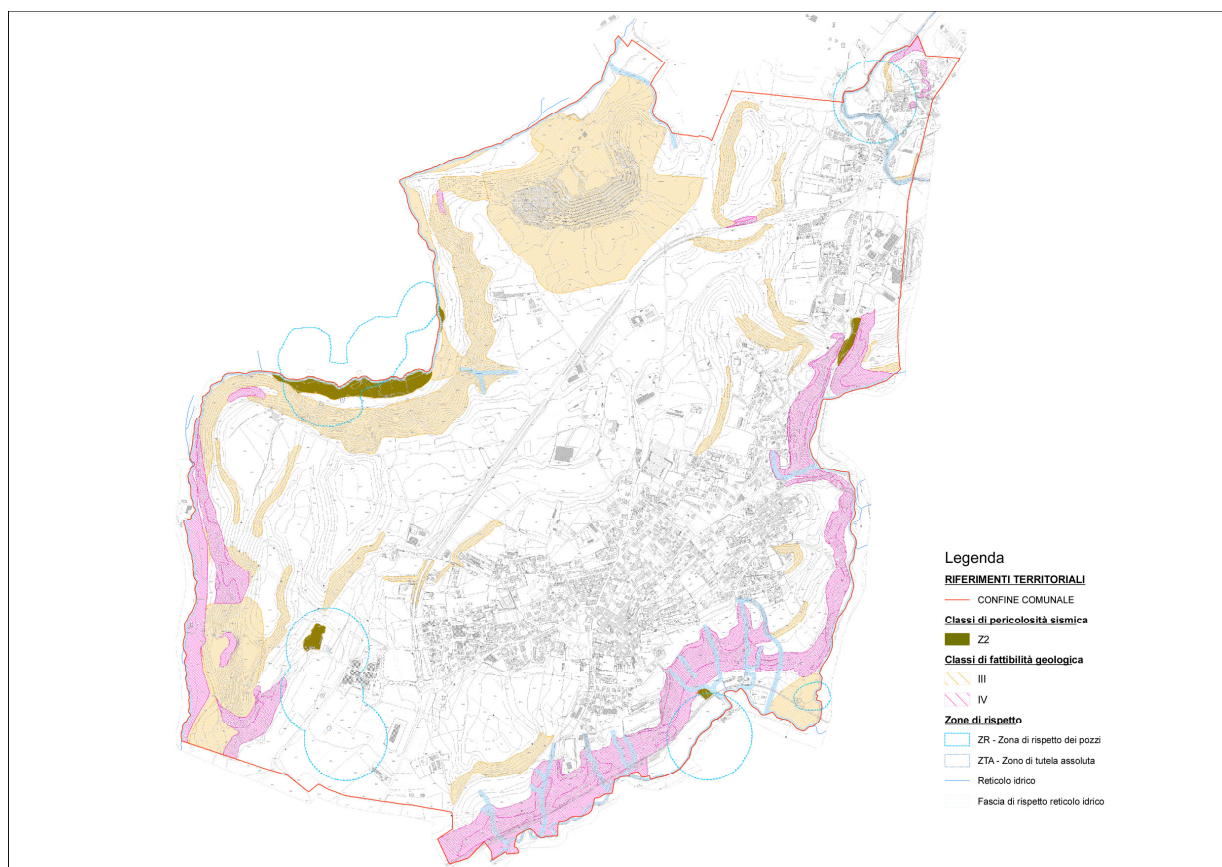 Legenda
RIFERIMENTI TERRITORIALI
CONFINE COMUNALE
Classi di pericolosità sismica
Z2
Classi di fattibilità geologica
III
IV
Zone di rispetto
ZR - Zona di rispetto dei pozzi
ZTA - Zono di tutela assoluta
Reticolo idrico
Fascia di rispetto reticolo idrico